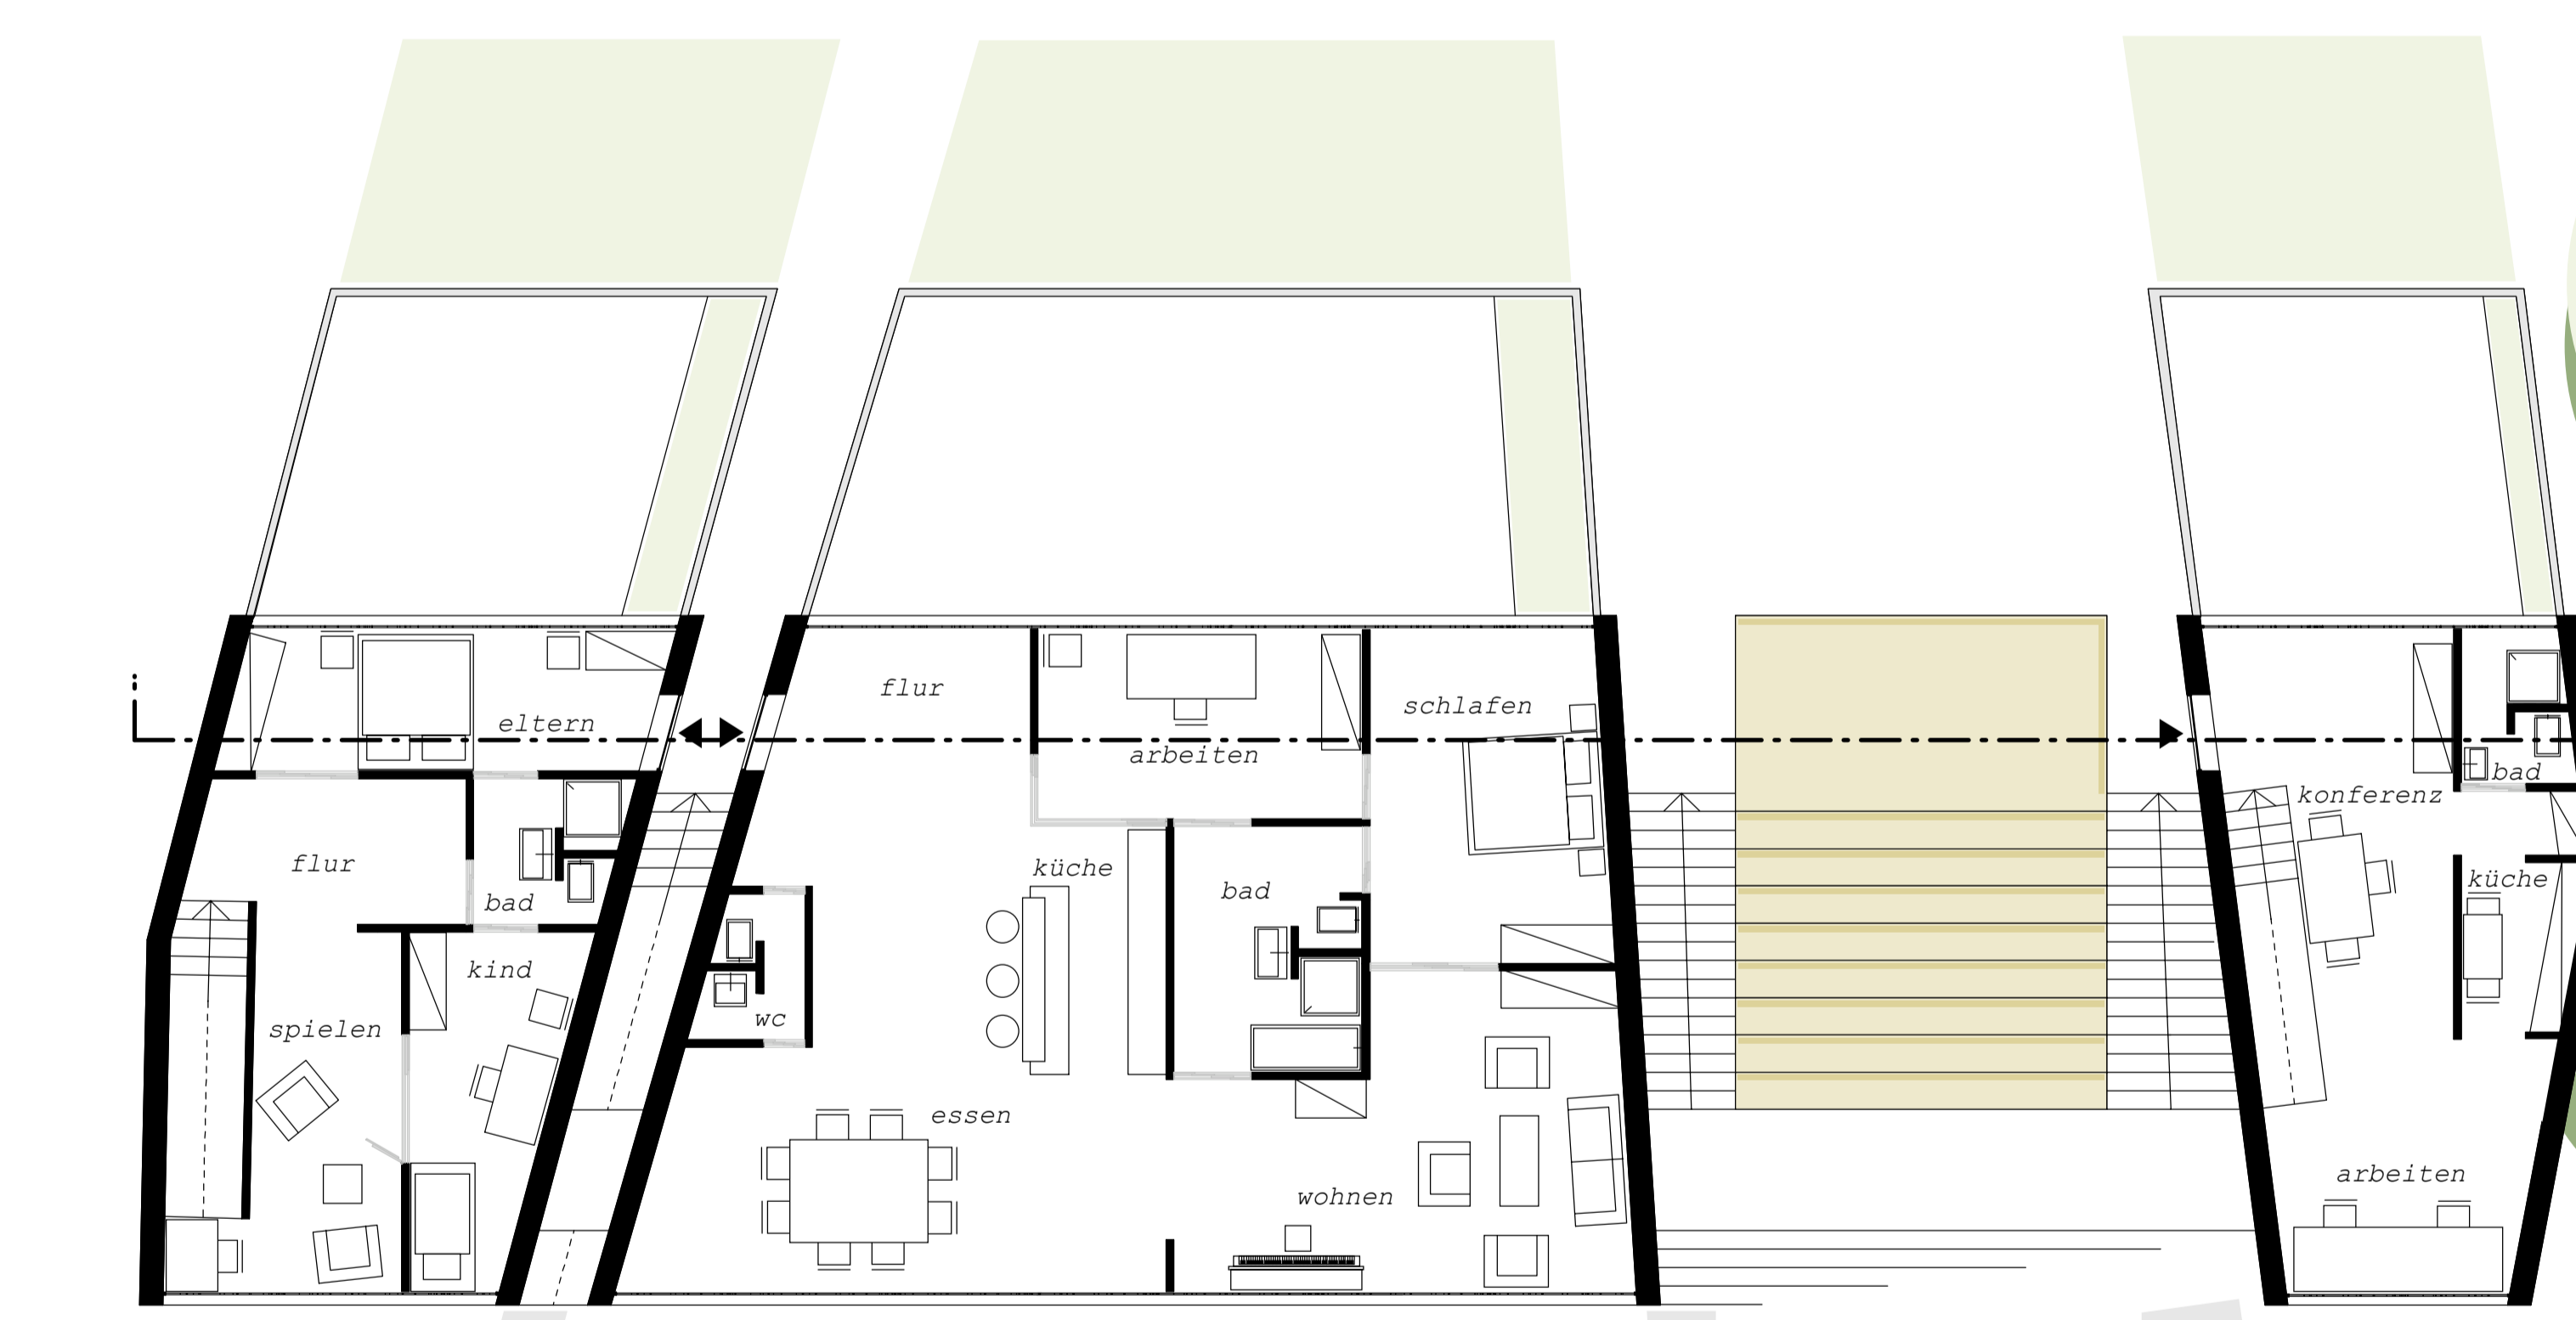 eltern
flur
bad
kind
spielen
flur
arbeiten
schlafen
küche
bad
wc
essen
wohnen
bad
konferenz
küche
arbeiten